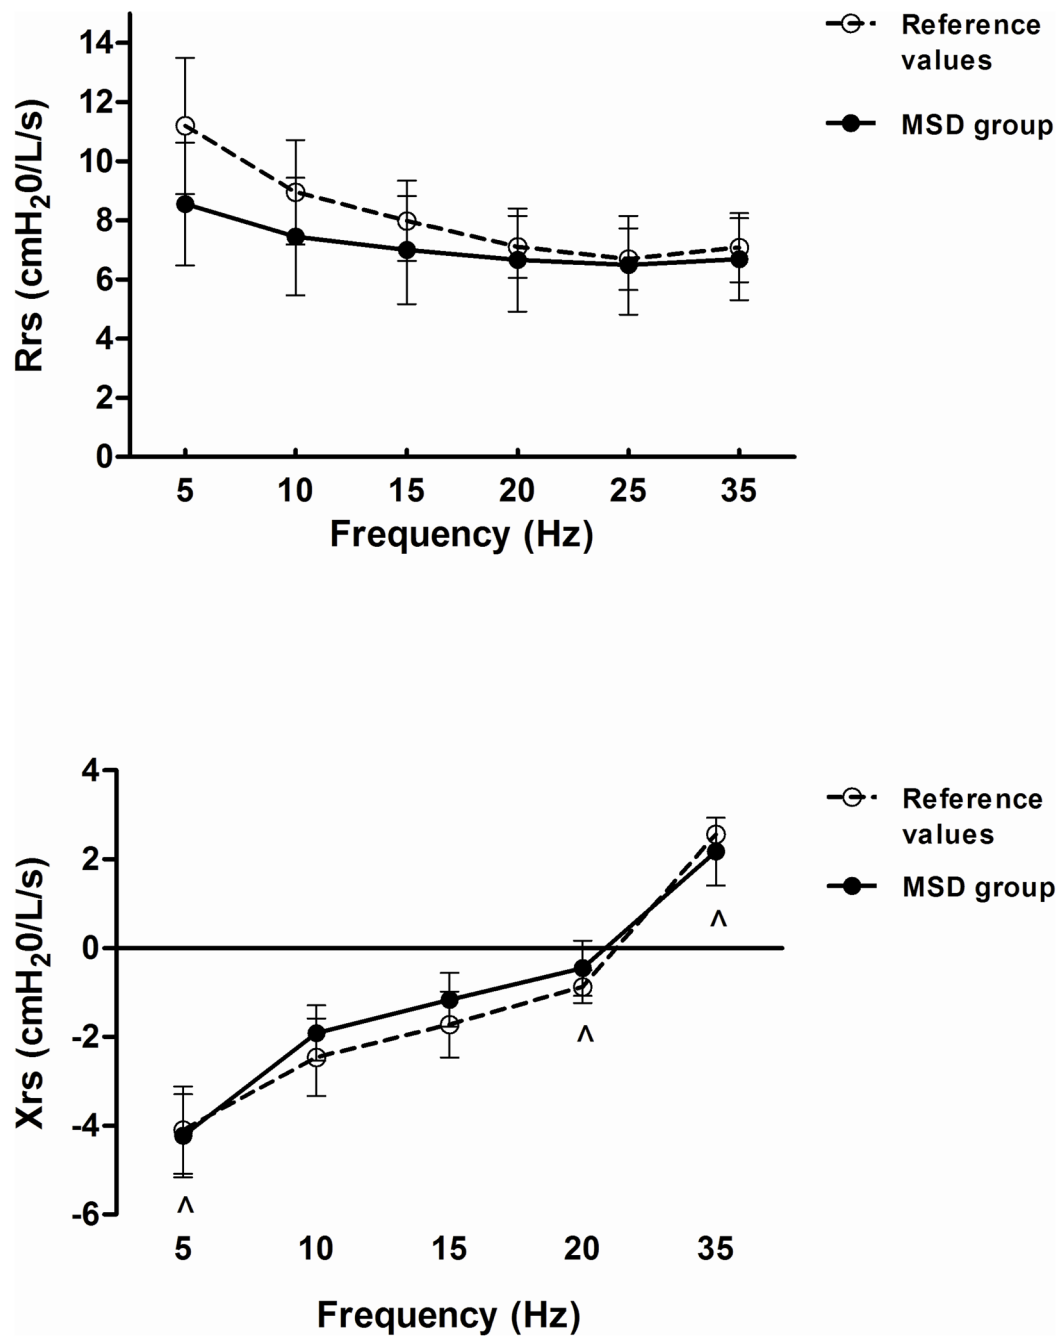 Reference
values
MSD group
14
12
10
8
6
4
2
0
Rrs (cmH20/L/s)
5 10 15 20 25 35
Frequency (Hz)
Reference
values
MSD group
4
2
0
-2
-4
-6
Xrs (cmH20/L/s)
^
^
^
5 10 15 20 35
Frequency (Hz)